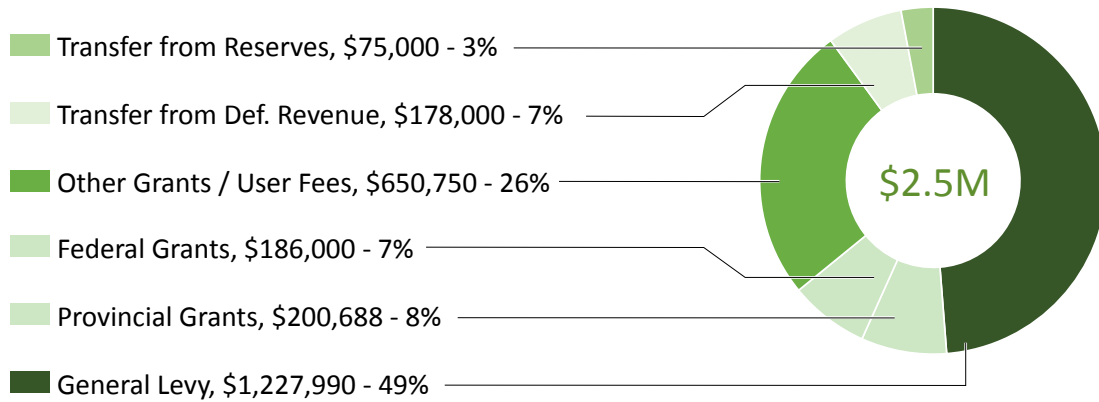 Transfer from Reserves, $75,000 - 3%
Transfer from Def. Revenue, $178,000 - 7%
Other Grants / User Fees, $650,750 - 26%
$2.5M
Federal Grants, $186,000 - 7%
Provincial Grants, $200,688 - 8%
General Levy, $1,227,990 - 49%